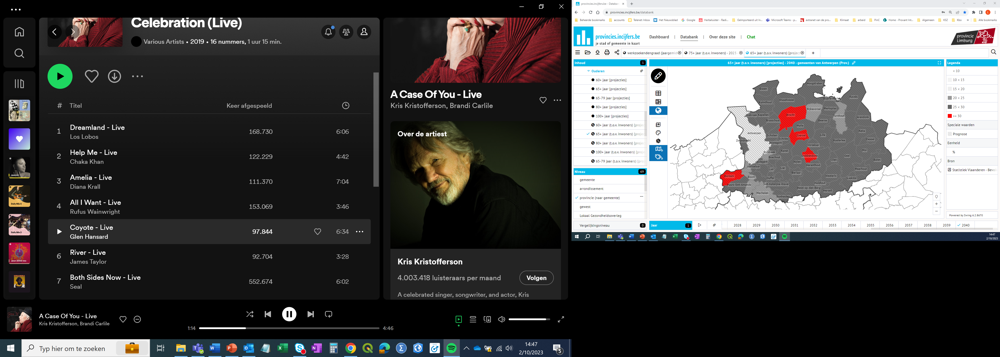 Celebration (Live)
Various Artists • 2019 • 16 nummers, 1 uur 15 min.
# Titel Keer afgespeeld
1 Dreamland - Live 168.730 6:06
Los Lobos
2 Help Me - Live 122.229 4:42
Chaka Khan
3 Amelia - Live 111.370 7:04
Diana Krall
4 All I Want - Live 153.069 3:46
Rufus Wainwright
Coyote - Live 97.844 6:34
Glen Hansard
6 River - Live 92.704 3:28
James Taylor
7 Both Sides Now - Live 552.674 6:02
Seal
Jazzmix
Daily Mix 5
Daily Mix 2
Jaren 2000-mix
A Case Of You - Live
Kris Kristofferson, Brandi Carlile
Over de artiest
Kris Kristofferson
4.003.418 luisteraars per maand
Volgen
A celebrated singer, songwriter, and actor, Kris
A Case Of You - Live
Kris Kristofferson, Brandi Carlile
1:14 4:46
Typ hier om te zoeken
14:47
2/10/2023
5
provincies.incijfers.be - Databan
provincies.incijfers.be/databank
Beheerde bookmarks accounts Telenet: Inbox Het Nieuwsblad Google Herbeluister - Radi... Geïmporteerd uit In... Microsoft Teams - p... extranet van de pro... Klimaat arbeid PinC Home - Provant Int... Algemeen KSZ Kbo » Alle bookmarks
provincies.incijfers.be
je stad of gemeente in kaart
Dashboard | Databank | Over deze site | Chat
provincie
Limburg
werkzoekendengraad (jaargemid 75+ jaar (t.o.v. inwoners) - 2023 - 65+ jaar (t.o.v. inwoners) [project +
Inhoud 1
Ouderen
60+ jaar [projecties]
65+ jaar [projecties]
65-79 jaar [projecties]
80+ jaar [projecties]
100+ jaar [projecties]
60+ jaar (t.o.v. inwoners) [projec
65+ jaar (t.o.v. inwoners) [projec
80+ jaar (t.o.v. inwoners) [projec
100+ jaar (t.o.v. inwoners) [proje
65-79 jaar (t.o.v. inwoners) [pro
Niveau 69
gemeente
arrondissement
provincie (naar gemeente)
gewest
Lokaal Gezondheidsoverleg
Vergelijkingsniveau 0
65+ jaar (t.o.v. inwoners) [projecties] - 2040 - gemeenten van Antwerpen (Prov.)
Hoogstraten
Essen
Baarle-Hertog
Ravels
Wuustwezel
Kalmthout
Rijkevorsel
Merksplas
Stabroek
Kapellen
Brecht
Turnhout
Arendonk
Brasschaat
Beerse
Malle
Retie
Antwerpen
Schoten
Zoersel
Lille
Schilde
Dessel
Zwijndrecht
Kasterlee
Wijnegem
Vorselaar
Ranst
Mol
Borsbeek
Grobbendonk
Geel
Boechout
Olen
Balen
Edegem
Nijlen
Herenthout
Aartselaar
Lint
Lier
Meerhout
Berlaar
Bornem
Boom
Westerlo
Duffel
Laakdal
Puurs-Sint-Amands
Sint-Katelijne-Waver
Hulshout
Heist-op-den-Berg
Herselt
Mechelen
Bonheiden
Legenda
< 10
10 < 15
15 < 20
20 < 25
25 < 30
>= 30
Speciale waarden
Prognose
Eenheid
%
Bron
Statistiek Vlaanderen - Bevol
Powered by Swing 6.2.8670
Jaar 1 2028 2029 2030 2031 2032 2033 2034 2035 2036 2037 2038 2039 2040
14:47
2/10/2023